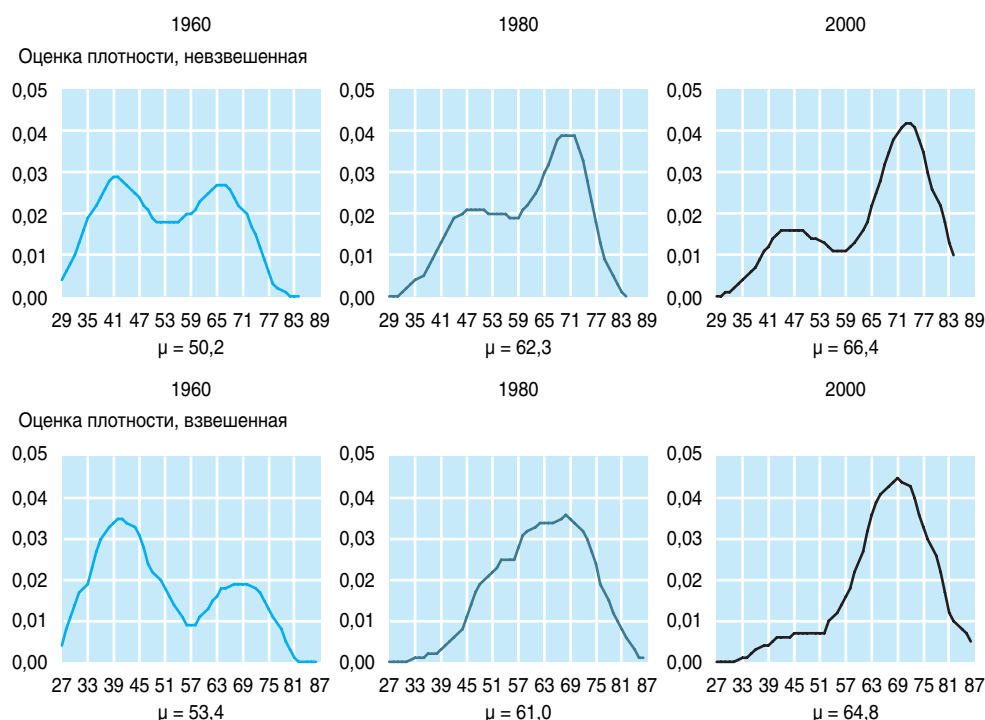 1960 1980 2000
Оценка плотности, невзвешенная
0,05 0,05 0,05
0,04 0,04 0,04
0,03 0,03 0,03
0,02 0,02 0,02
0,01 0,01 0,01
0,00 0,00 0,00
29 35 41 47 53 59 65 71 77 83 89 29 35 41 47 53 59 65 71 77 83 89 29 35 41 47 53 59 65 71 77 83 89
μ = 50,2 μ = 62,3 μ = 66,4
1960 1980 2000
Оценка плотности, взвешенная
0,05 0,05 0,05
0,04 0,04 0,04
0,03 0,03 0,03
0,02 0,02 0,02
0,01 0,01 0,01
0,00 0,00 0,00
27 33 39 45 51 57 63 69 75 81 87 27 33 39 45 51 57 63 69 75 81 87 27 33 39 45 51 57 63 69 75 81 87
μ = 53,4 μ = 61,0 μ = 64,8